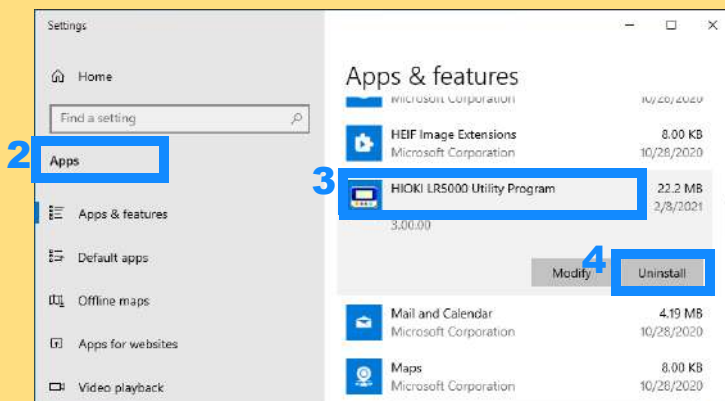 Settings
Home
Find a setting
2
Apps
Apps & features
Default apps
Offline maps
Apps for websites
Video playback
Apps & features
Microsoft Corporation 10/28/2020
HEIF Image Extensions 8.00 KB
Microsoft Corporation 10/28/2020
3
HIOKI LR5000 Utility Program 22.2 MB
2/8/2021
3.00.00
Modify 4 Uninstall
Mail and Calendar 4.19 MB
Microsoft Corporation 10/28/2020
Maps 8.00 KB
Microsoft Corporation 10/28/2020